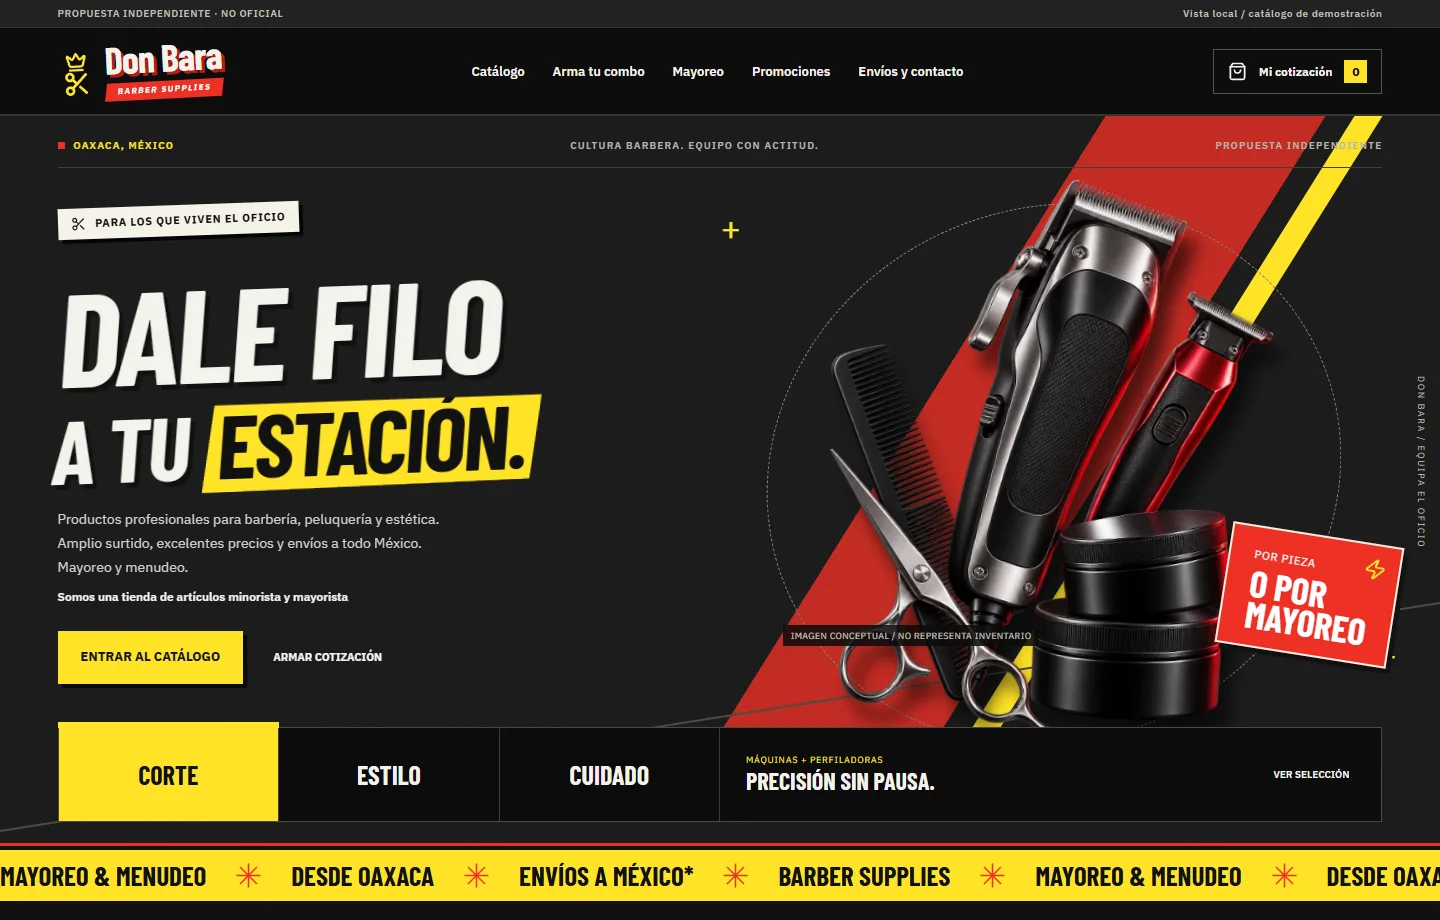 PROPUESTA INDEPENDIENTE · NO OFICIAL
Vista local / catálogo de demostración
Don Bara
BARBER SUPPLIES
Catálogo
Arma tu combo
Mayoreo
Promociones
Envíos y contacto
Mi cotización 0
OAXACA, MÉXICO
CULTURA BARBERA. EQUIPO CON ACTITUD.
PROPUESTA INDEPENDIENTE
PARA LOS QUE VIVEN EL OFICIO
DALE FILO
A TU ESTACIÓN.
Productos profesionales para barbería, peluquería y estética.
Amplio surtido, excelentes precios y envíos a todo México.
Mayoreo y menudeo.
Somos una tienda de artículos minorista y mayorista
ENTRAR AL CATÁLOGO
ARMAR COTIZACIÓN
DON BARA / EQUIPA EL OFICIO
POR PIEZA
O POR
MAYOREO
IMAGEN CONCEPTUAL / NO REPRESENTA INVENTARIO
CORTE
ESTILO
CUIDADO
MÁQUINAS + PERFILADORAS
PRECISIÓN SIN PAUSA.
VER SELECCIÓN
MAYOREO & MENUDEO ✳ DESDE OAXACA ✳ ENVÍOS A MÉXICO* ✳ BARBER SUPPLIES ✳ MAYOREO & MENUDEO ✳ DESDE OAXA